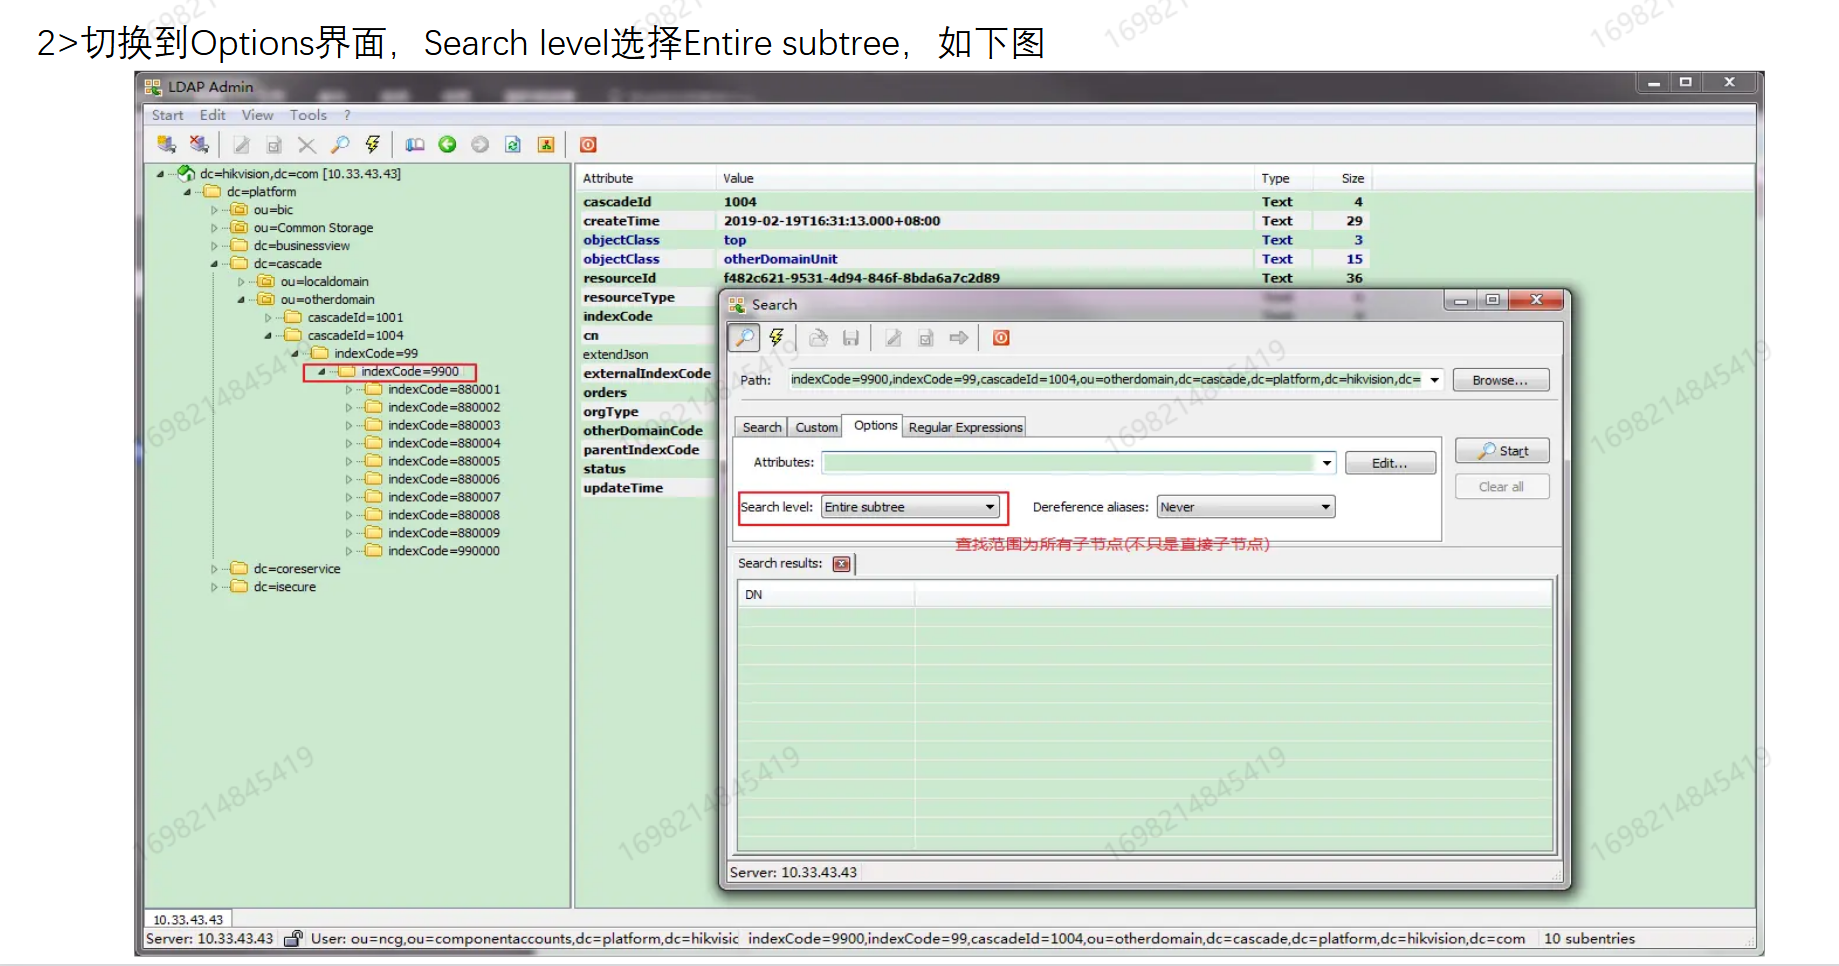 2>切换到Options界面，Search level选择Entire subtree，如下图
LDAP Admin
Start Edit View Tools ?
dc=hikvision,dc=com [10.33.43.43]
dc=platform
ou=bic
ou=Common Storage
dc=businessview
dc=cascade
ou=localdomain
ou=otherdomain
cascadeId=1001
cascadeId=1004
indexCode=99
indexCode=9900
indexCode=880001
indexCode=880002
indexCode=880003
indexCode=880004
indexCode=880005
indexCode=880006
indexCode=880007
indexCode=880008
indexCode=880009
indexCode=990000
dc=coreservice
dc=isecure
Attribute Value Type Size
cascadeId 1004 Text 4
createTime 2019-02-19T16:31:13.000+08:00 Text 29
objectClass top Text 3
objectClass otherDomainUnit Text 15
resourceId f482c621-9531-4d94-846f-8bda6a7c2d89 Text 36
resourceType
indexCode
cn
extendJson
externalIndexCode
orders
orgType
otherDomainCode
parentIndexCode
status
updateTime
Search
Path: indexCode=9900,indexCode=99,cascadeId=1004,ou=otherdomain,dc=cascade,dc=platform,dc=hikvision,dc= Browse...
Search Custom Options Regular Expressions
Attributes: Edit... Start
Clear all
Search level: Entire subtree Dereference aliases: Never
查找范围为所有子节点(不只是直接子节点)
Search results:
DN
Server: 10.33.43.43
10.33.43.43
Server: 10.33.43.43 User: ou=ncg,ou=componentaccounts,dc=platform,dc=hikvisic indexCode=9900,indexCode=99,cascadeId=1004,ou=otherdomain,dc=cascade,dc=platform,dc=hikvision,dc=com 10 subentries
1698214845419
1698214845419
1698214845419
1698214845419
1698214845419
1698214845419
1698214845419
1698214845419